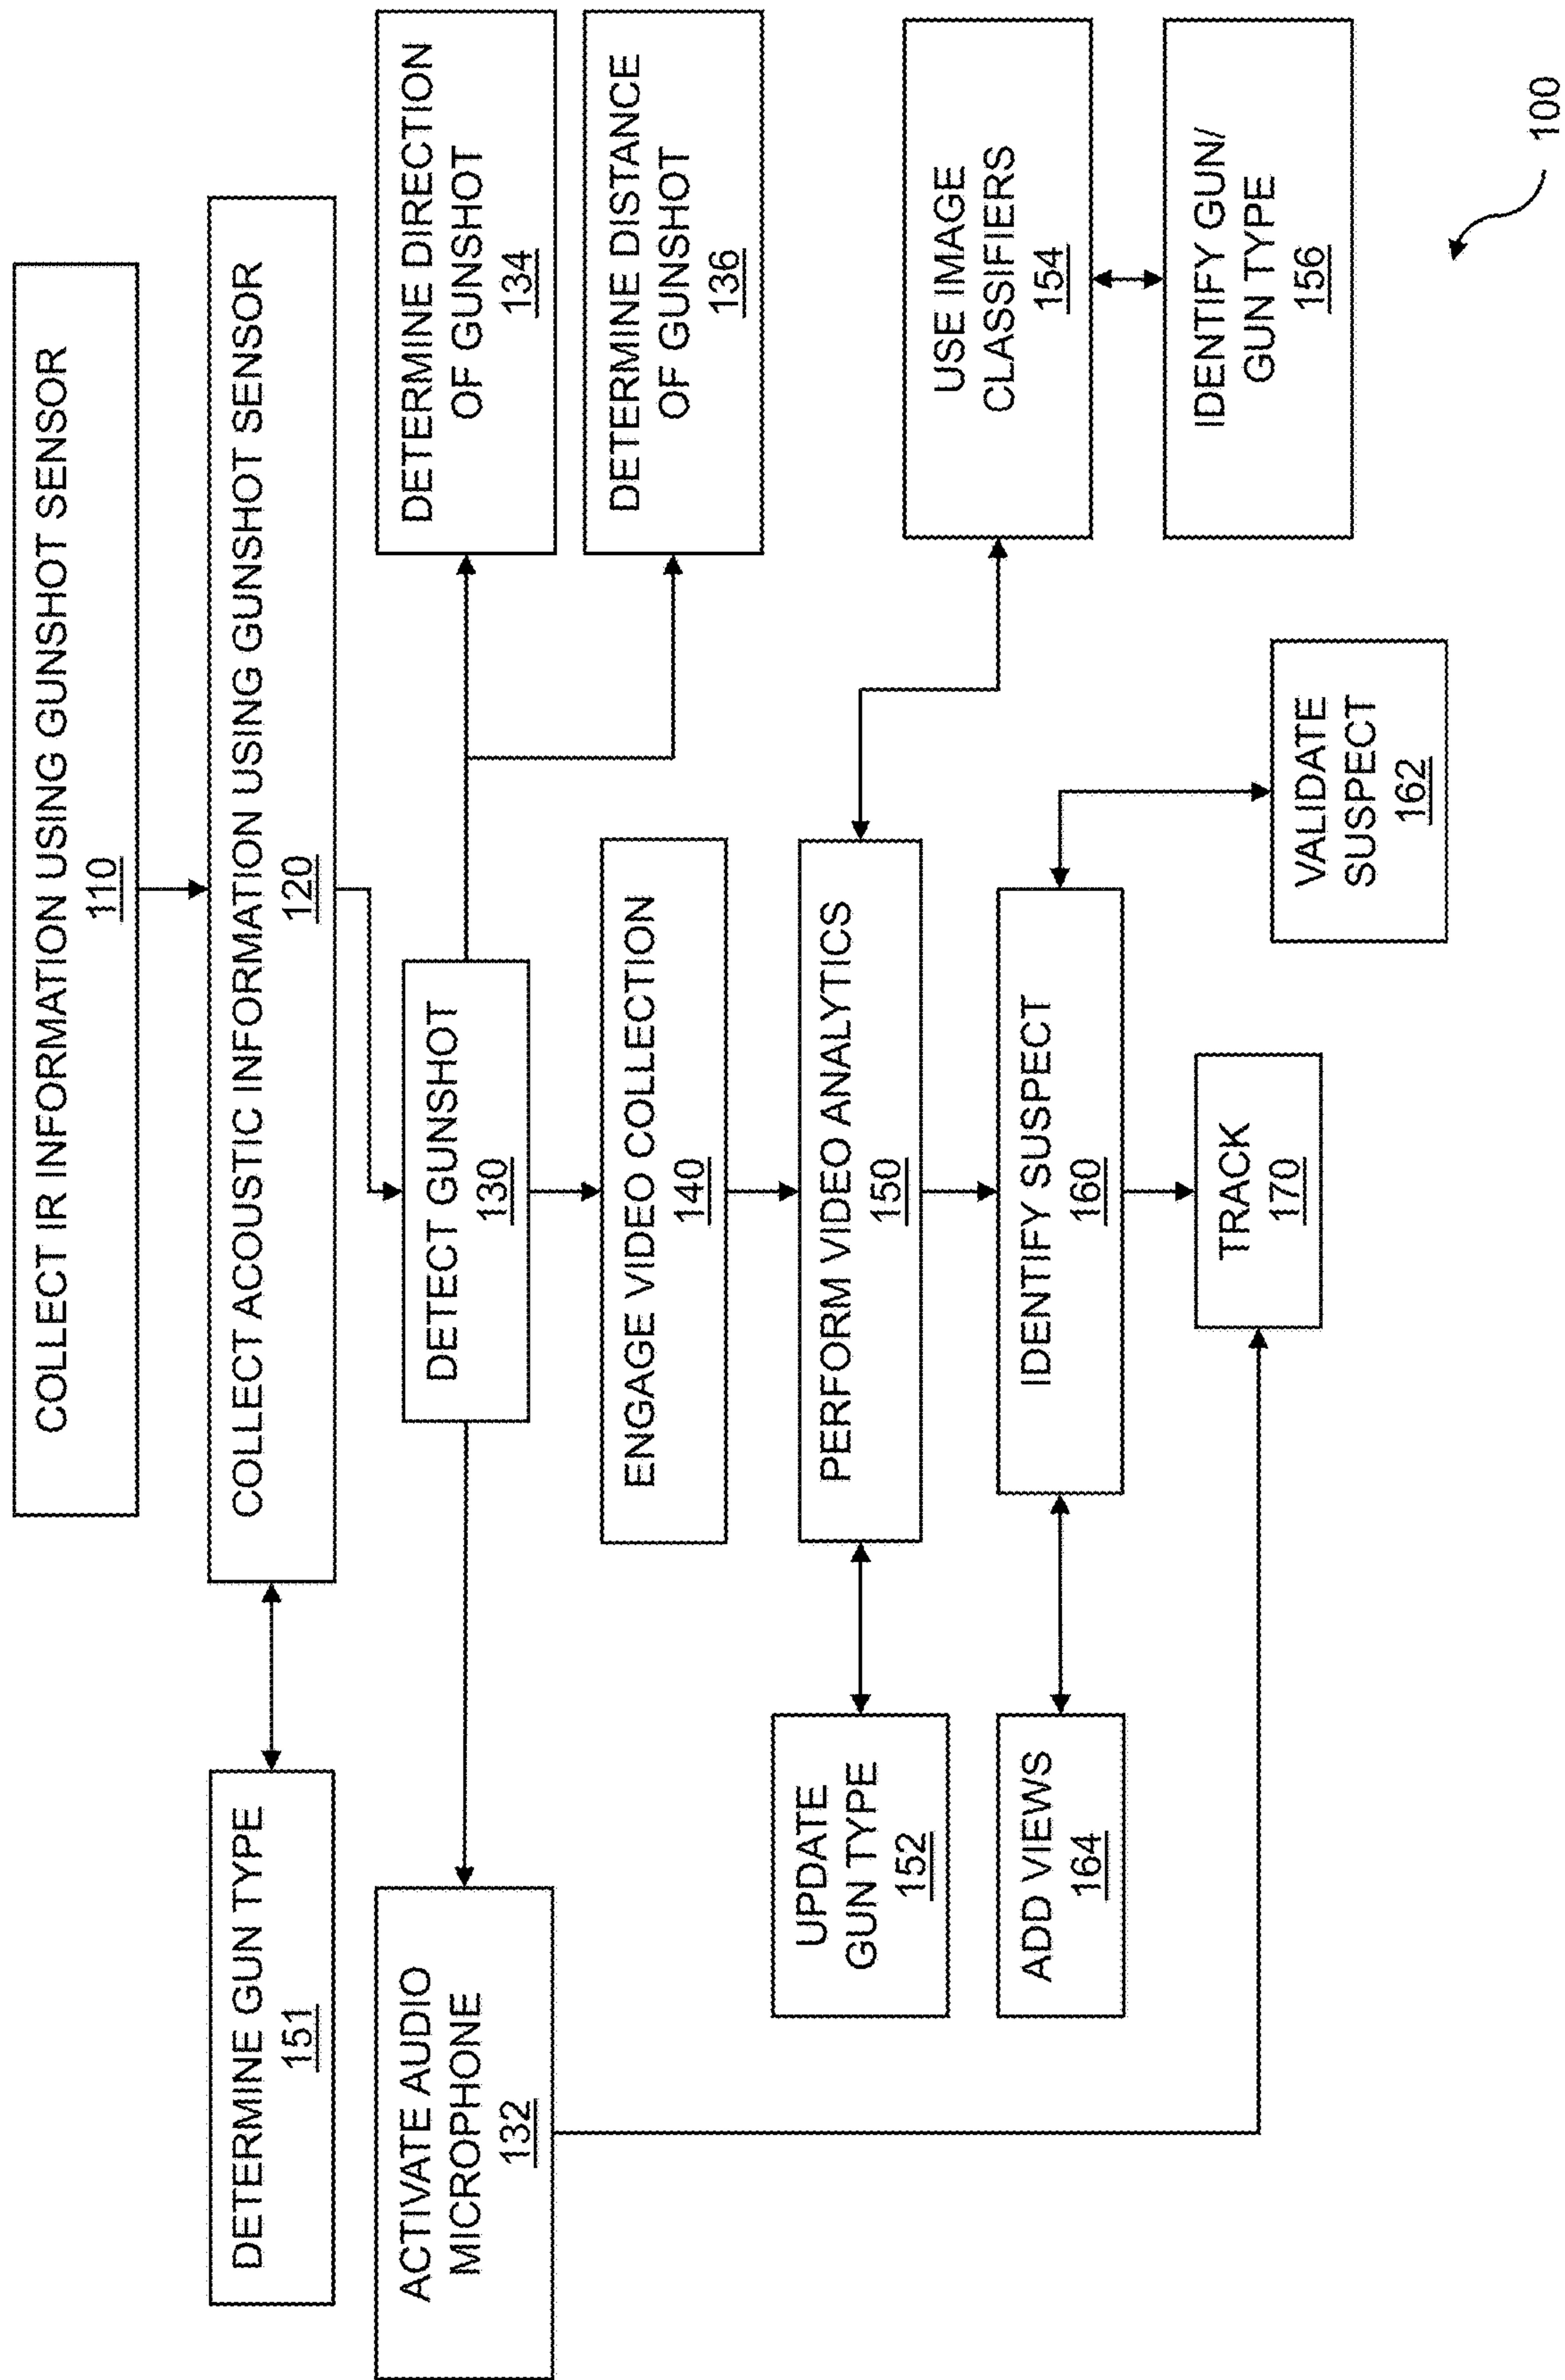 COLLECT IR INFORMATION USING GUNSHOT SENSOR
110
DETERMINE GUN TYPE
151
COLLECT ACOUSTIC INFORMATION USING GUNSHOT SENSOR
120
ACTIVATE AUDIO
MICROPHONE
132
DETECT GUNSHOT
130
DETERMINE DIRECTION
OF GUNSHOT
134
DETERMINE DISTANCE
OF GUNSHOT
136
ENGAGE VIDEO COLLECTION
140
UPDATE
GUN TYPE
152
PERFORM VIDEO ANALYTICS
150
USE IMAGE
CLASSIFIERS
154
ADD VIEWS
164
IDENTIFY SUSPECT
160
IDENTIFY GUN/
GUN TYPE
156
TRACK
170
VALIDATE
SUSPECT
162
100